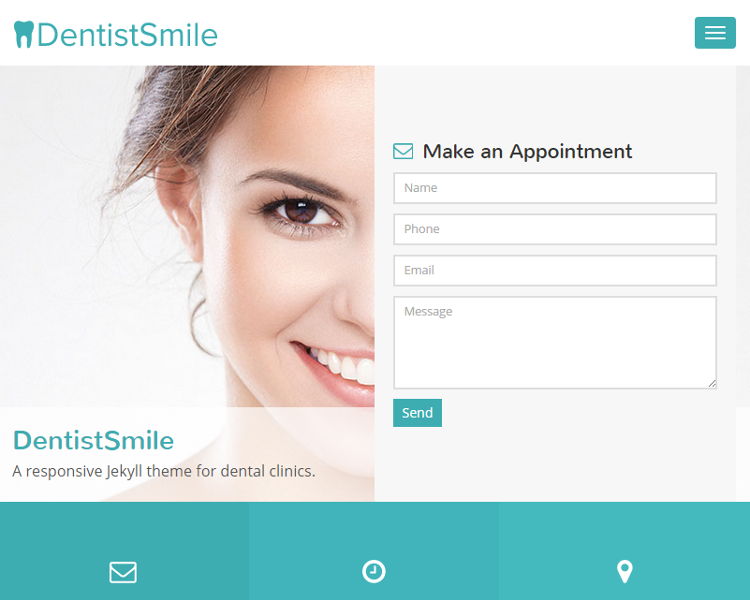 DentistSmile
Make an Appointment
Name
Phone
Email
Message
Send
DentistSmile
A responsive Jekyll theme for dental clinics.